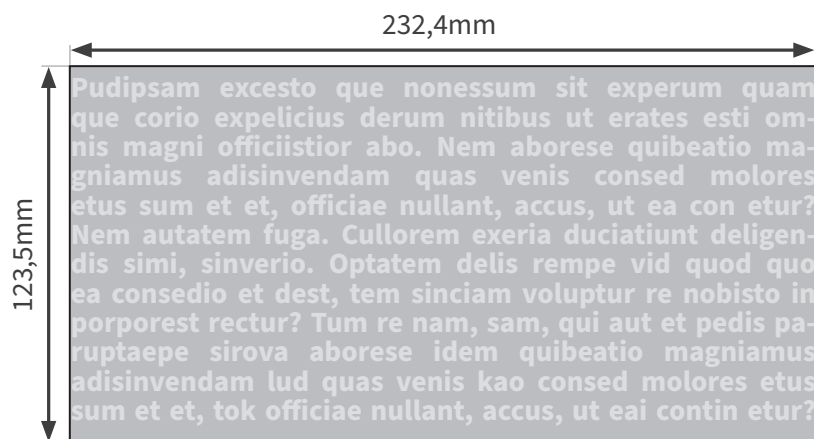 232,4mm
123,5mm
Pudipsam excesto que nonessum sit experum quam
que corio expelicius derum nitibus ut erates esti om-
nis magni officiistior abo. Nem aborese quibeatio ma-
gniamus adisinvendam quas venis consed molores
etus sum et et, officiae nullant, accus, ut ea con etur?
Nem autatem fuga. Cullorem exeria duciatiunt deligen-
dis simi, sinverio. Optatem delis rempe vid quod quo
ea consedio et dest, tem sinciam voluptur re nobisto in
porporest rectur? Tum re nam, sam, qui aut et pedis pa-
ruptaepe sirova aborese idem quibeatio magniamus
adisinvendam lud quas venis kao consed molores etus
sum et et, tok officiae nullant, accus, ut eai contin etur?